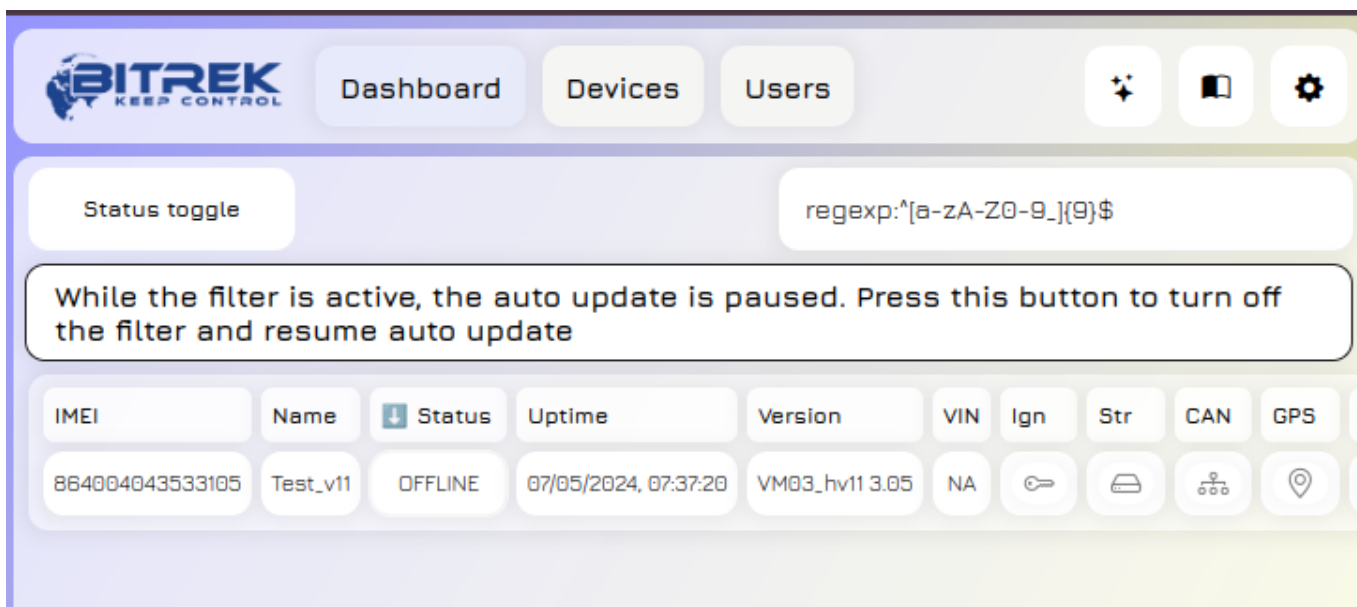 BITREK
KEEP CONTROL
Dashboard
Devices
Users
Status toggle
regexp:^[a-zA-Z0-9_]{9}$
While the filter is active, the auto update is paused. Press this button to turn off
the filter and resume auto update
IMEI Name ⬇️ Status Uptime Version VIN Ign Str CAN GPS
864004043533105 Test_v11 OFFLINE 07/05/2024, 07:37:20 VM03_hv11 3.05 NA